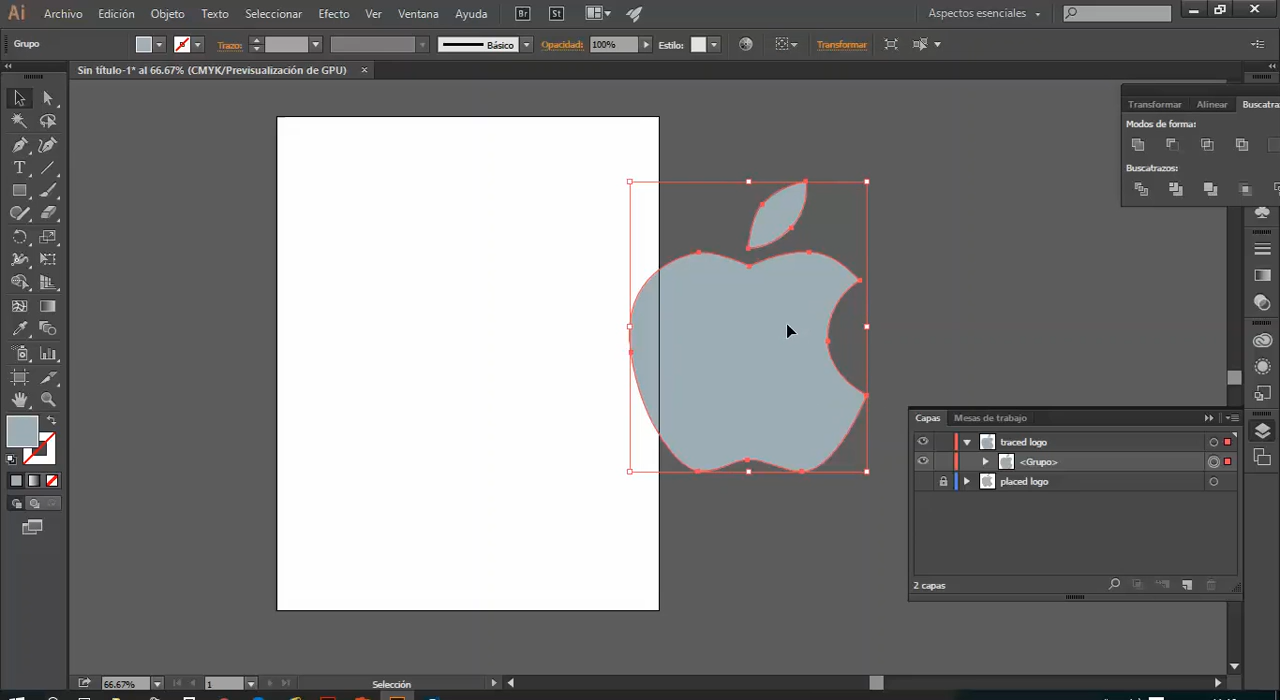 Ai Archivo Edición Objeto Texto Seleccionar Efecto Ver Ventana Ayuda Br St Aspectos esenciales
Grupo Trazo: Básico Opacidad: 100% Estilo: Transformar
Sin título-1* al 66.67% (CMYK/Previsualización de GPU)
Transformar Alinear Buscatraz
Modos de forma:
Buscatrazos:
Capas Mesas de trabajo
traced logo
<Grupo>
placed logo
2 capas
66.67% 1 Selección